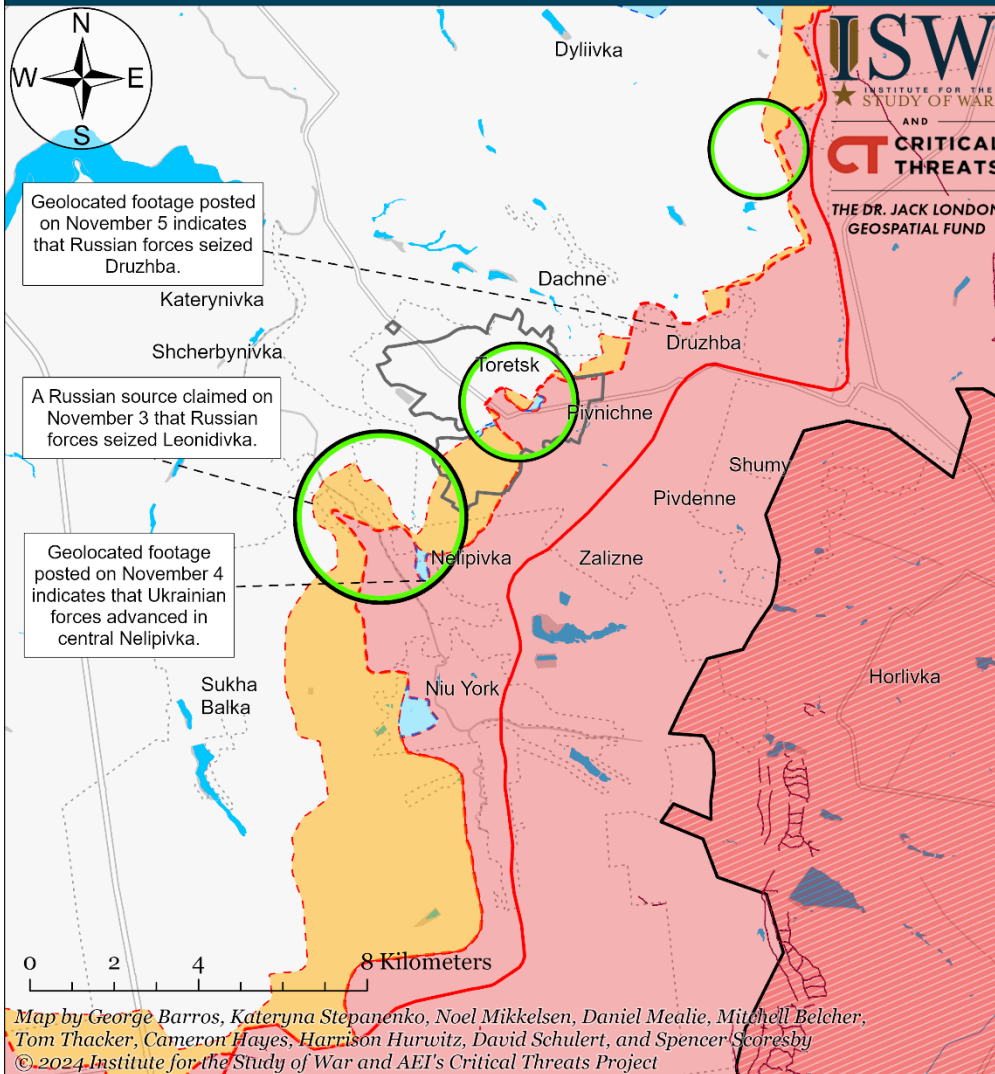 N
W E
S
ISW
INSTITUTE FOR THE
STUDY OF WAR
AND
CT CRITICAL
THREATS
THE DR. JACK LONDON
GEOSPATIAL FUND
Dyliivka
Geolocated footage posted
on November 5 indicates
that Russian forces seized
Druzhba.
Dachne
Katerynivka
Druzhba
Shcherbynivka
Toretsk
A Russian source claimed on
November 3 that Russian
forces seized Leonidivka.
Pivnichne
Shumy
Pivdenne
Geolocated footage
posted on November 4
indicates that Ukrainian
forces advanced in
central Nelipivka.
Nelipivka
Zalizne
Sukha
Balka
Niu York
Horlivka
0 2 4 8 Kilometers
Map by George Barros, Kateryna Stepanenko, Noel Mikkelsen, Daniel Mealie, Mitchell Belcher,
Tom Thacker, Cameron Hayes, Harrison Hurwitz, David Schulert, and Spencer Scoresby
© 2024 Institute for the Study of War and AEI's Critical Threats Project